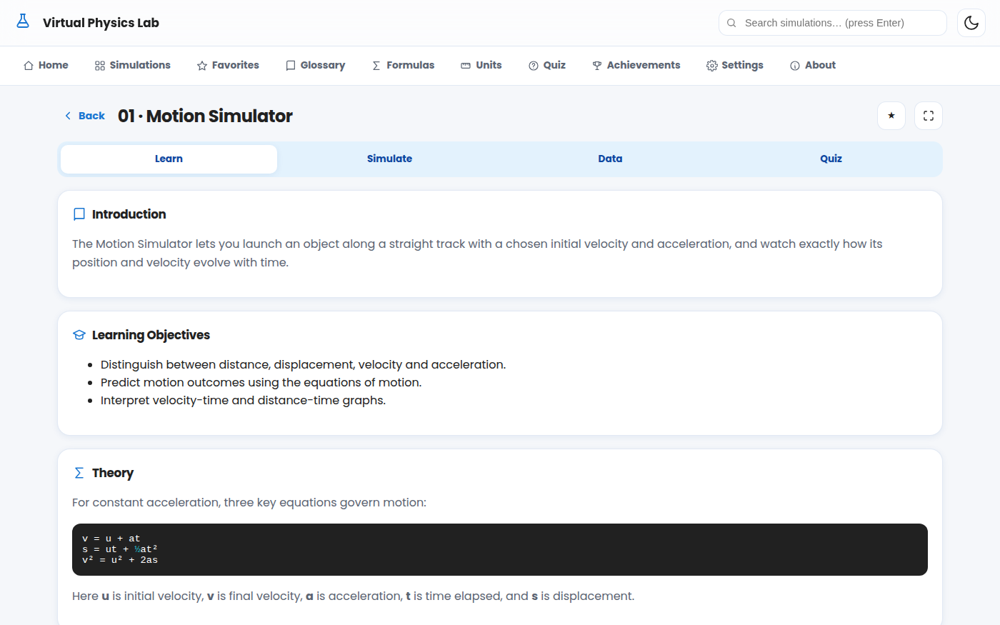 Virtual Physics Lab
Search simulations… (press Enter)
Home
Simulations
Favorites
Glossary
Formulas
Units
Quiz
Achievements
Settings
About
Back
01 · Motion Simulator
Learn
Simulate
Data
Quiz
Introduction
The Motion Simulator lets you launch an object along a straight track with a chosen initial velocity and acceleration, and watch exactly how its
position and velocity evolve with time.
Learning Objectives
Distinguish between distance, displacement, velocity and acceleration.
Predict motion outcomes using the equations of motion.
Interpret velocity-time and distance-time graphs.
Theory
For constant acceleration, three key equations govern motion:
v = u + at
s = ut + ½at²
v² = u² + 2as
Here u is initial velocity, v is final velocity, a is acceleration, t is time elapsed, and s is displacement.